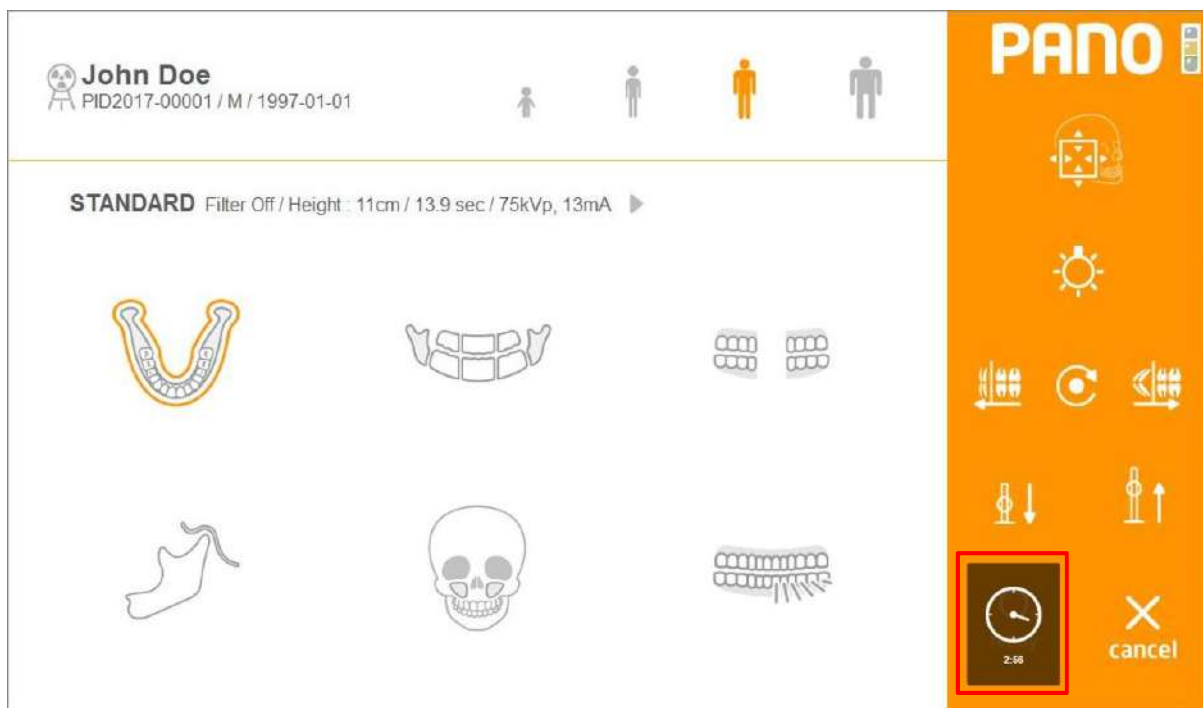 John Doe
PID2017-00001 / M / 1997-01-01
PANO
STANDARD Filter Off / Height : 11cm / 13.9 sec / 75kVp, 13mA
2:56
cancel